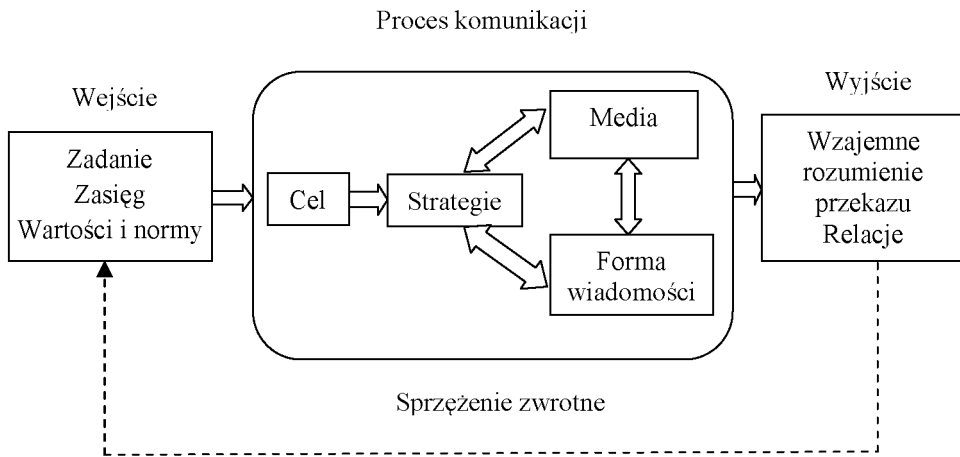 Proces komunikacji
Wejście
Wyjście
Zadanie
Zasięg
Wartości i normy
Cel
Strategie
Media
Forma
wiadomości
Wzajemne
rozumienie
przekazu
Relacje
Sprzężenie zwrotne